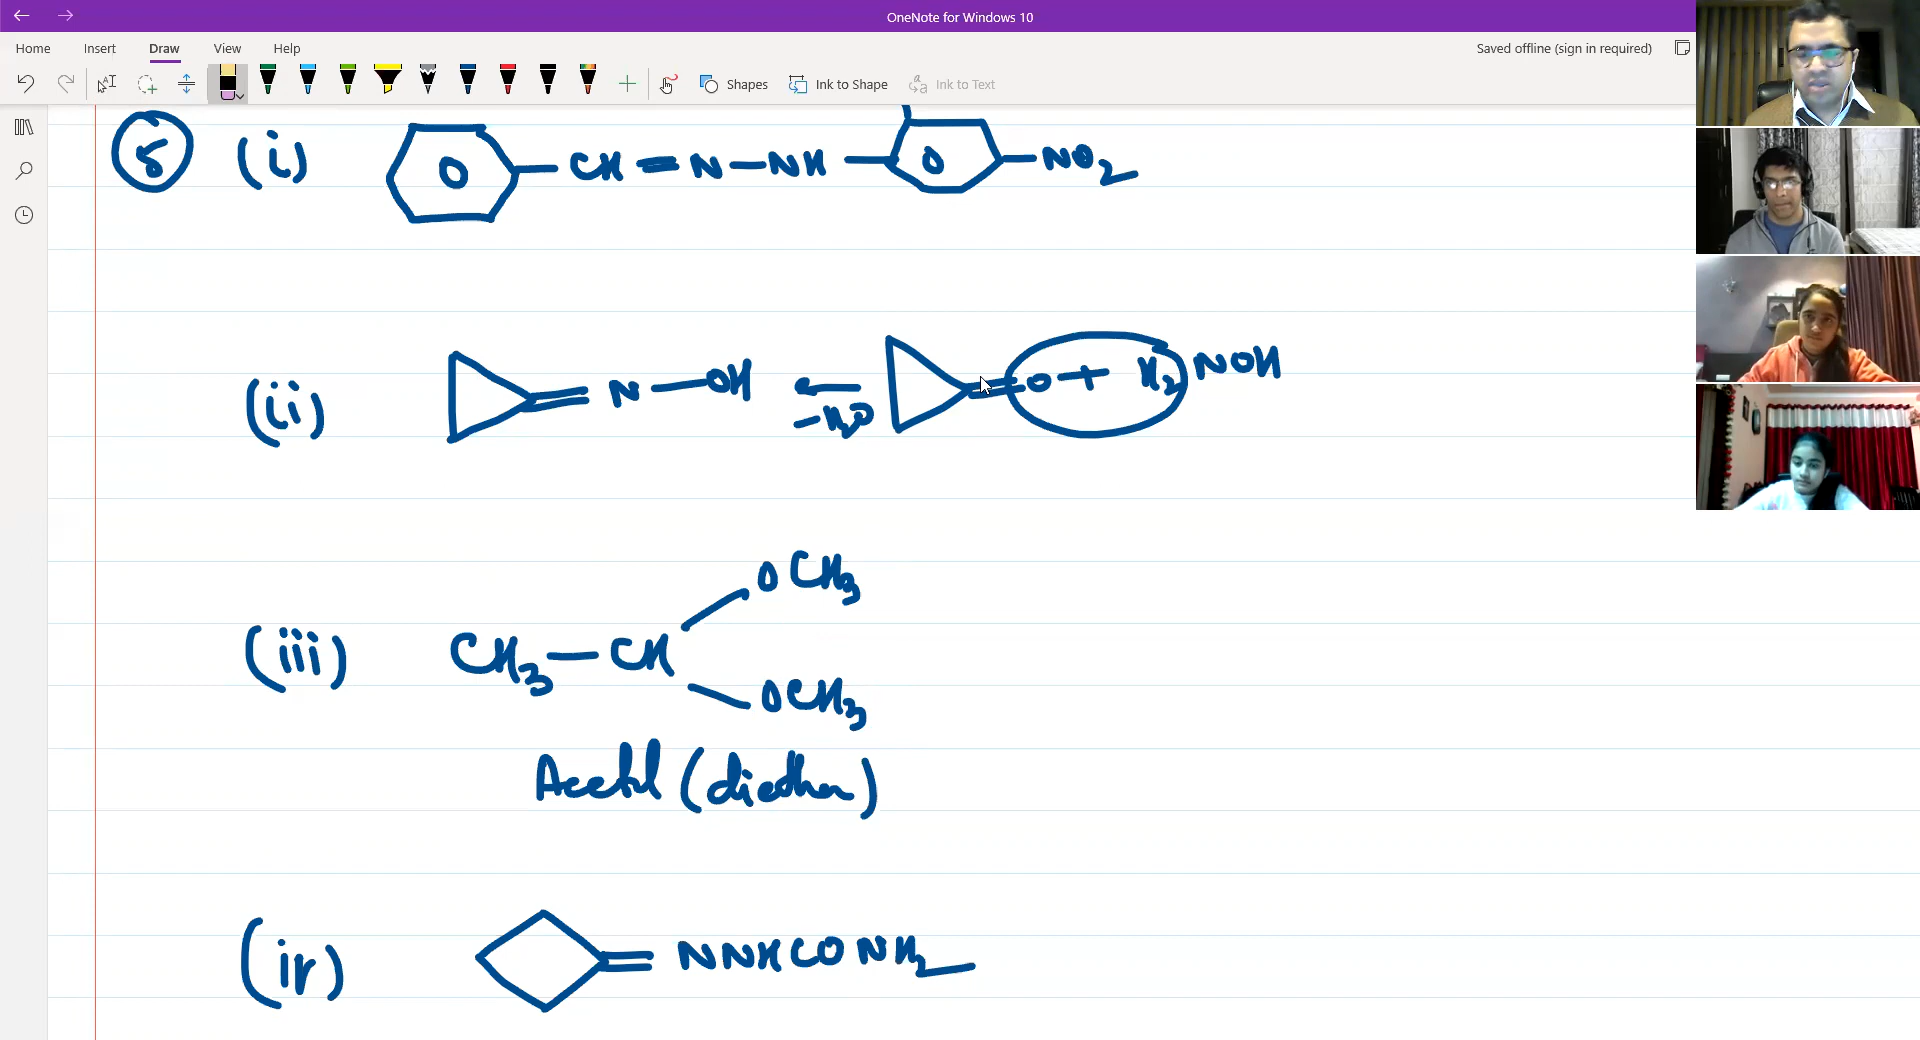 OneNote for Windows 10
Home Insert Draw View Help Saved offline (sign in required)
Shapes Ink to Shape Ink to Text
5 (i) CH = N — NH — NO2
(ii) = N — OH ← = O + H2NOH
-H2O
(iii) CH3 — CH
OCH3
OCH3
Acetal (diether)
(iv) = NNHCONH2